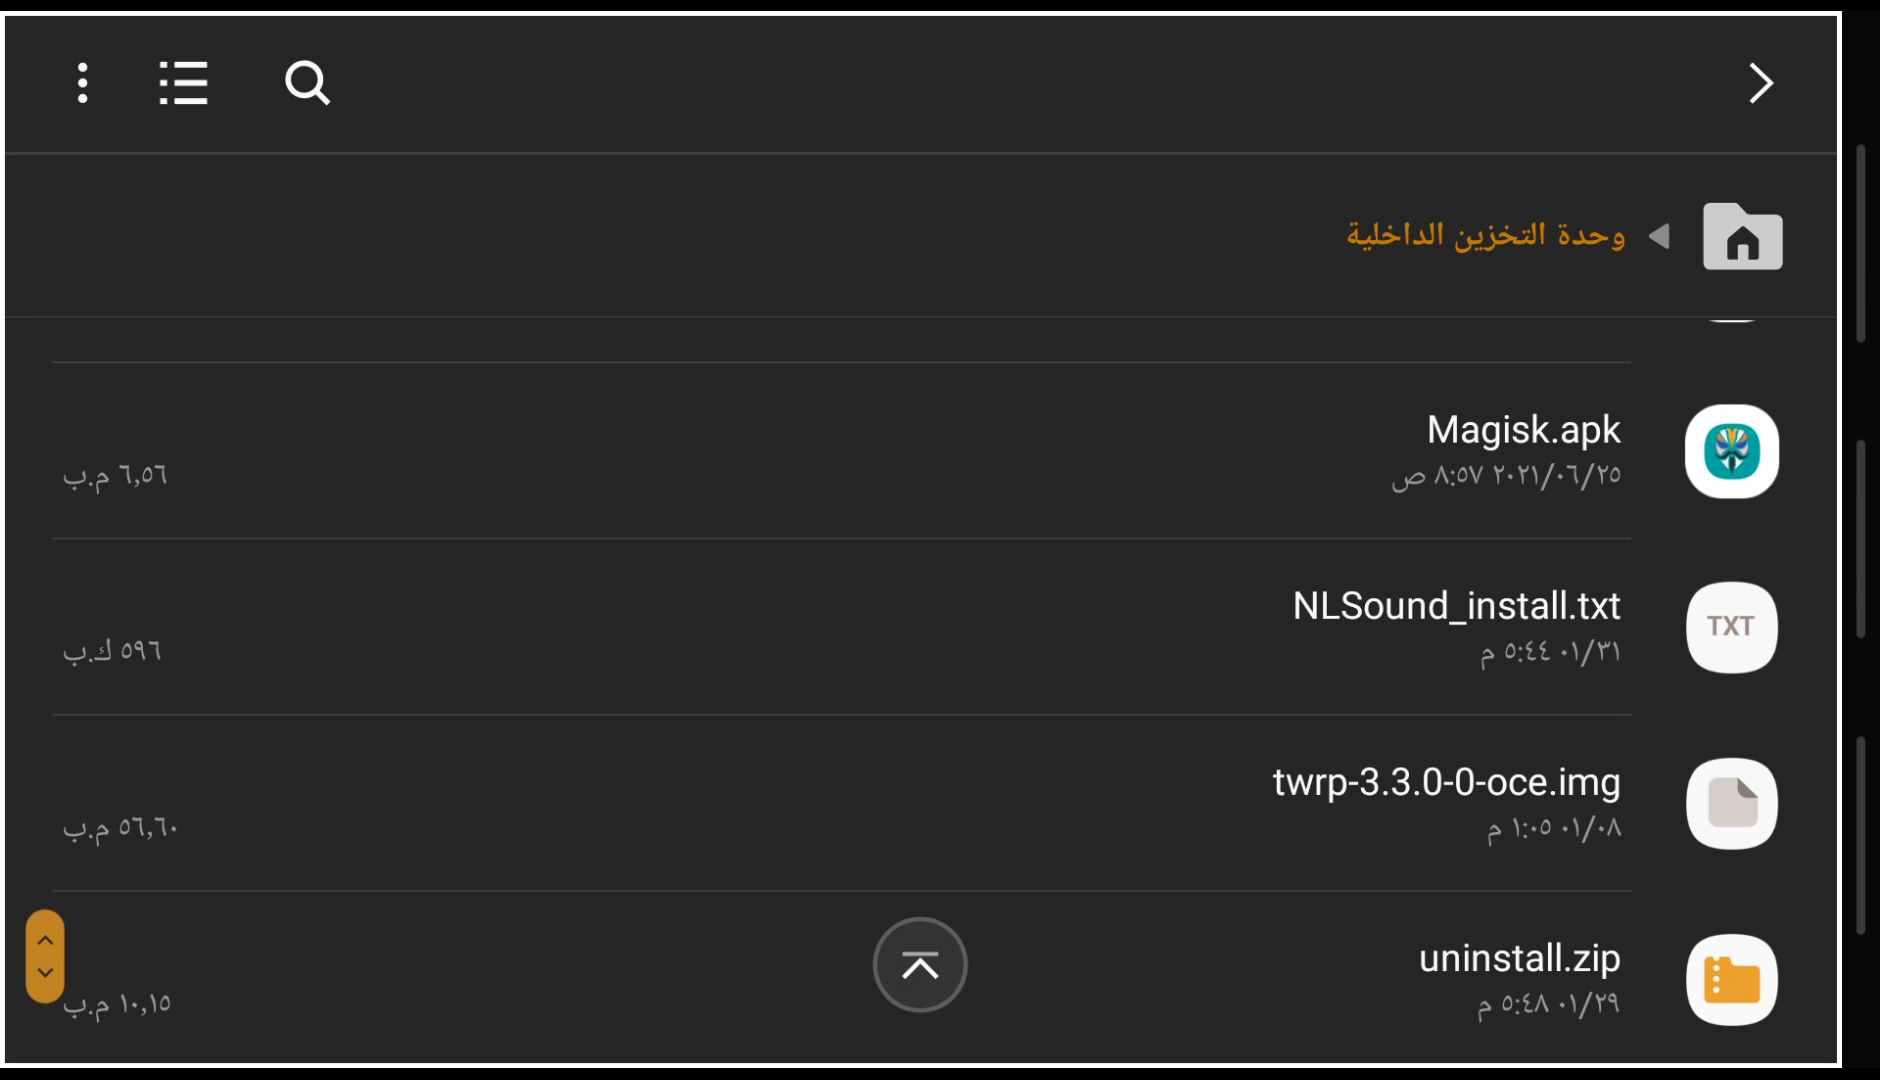 وحدة التخزين الداخلية
Magisk.apk
٢٠٢١/٠٦/٢٥ ٨:٥٧ ص
٦,٥٦ م.ب
NLSound_install.txt
٠١/٣١ ٥:٤٤ م
٥٩٦ ك.ب
TXT
twrp-3.3.0-0-oce.img
٠١/٠٨ ١:٠٥ م
٥٦,٦٠ م.ب
uninstall.zip
٠١/٢٩ ٥:٤٨ م
١٠,١٥ م.ب